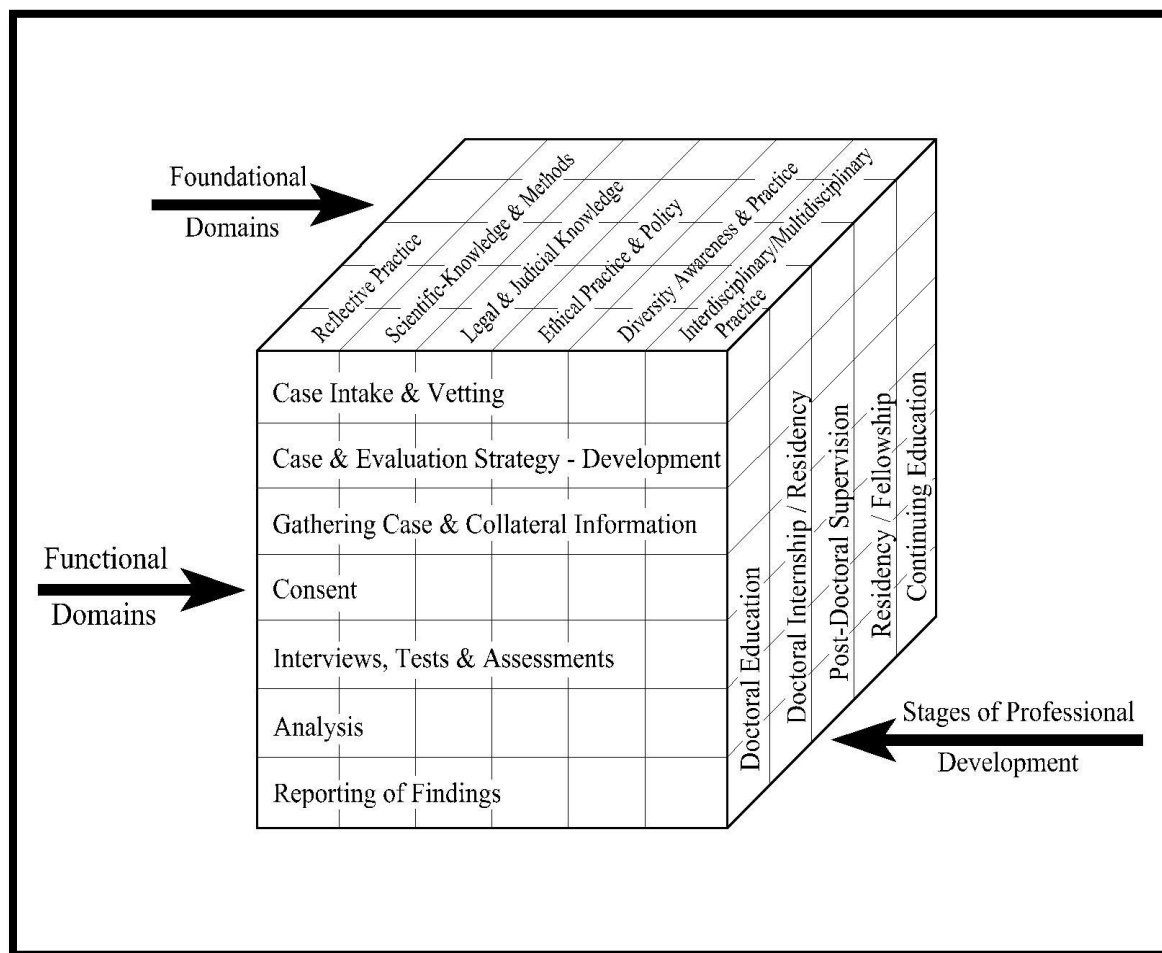 Foundational
Domains
Reflective Practice
Scientific-Knowledge & Methods
Legal & Judicial Knowledge
Ethical Practice & Policy
Diversity Awareness & Practice
Interdisciplinary/Multidisciplinary
Practice
Functional
Domains
Case Intake & Vetting
Case & Evaluation Strategy - Development
Gathering Case & Collateral Information
Consent
Interviews, Tests & Assessments
Analysis
Reporting of Findings
Doctoral Education
Doctoral Internship / Residency
Post-Doctoral Supervision
Residency / Fellowship
Continuing Education
Stages of Professional
Development